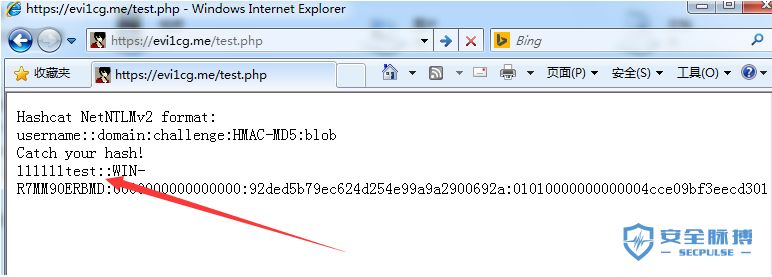 https://evi1cg.me/test.php - Windows Internet Explorer
https://evi1cg.me/test.php
Bing
收藏夹
https://evi1cg.me/test.php
页面(P)
安全(S)
工具(O)
Hashcat NetNTLMv2 format:
username::domain:challenge:HMAC-MD5:blob
Catch your hash!
111111test::WIN-
R7MM90ERBMD:0000000000000000:92ded5b79ec624d254e99a9a2900692a:01010000000000004cce09bf3eecd301
安全脉搏
SECPULSE